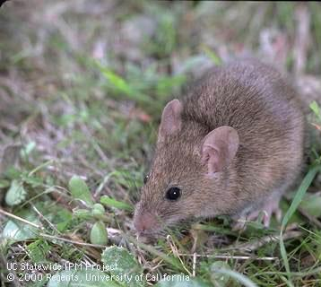 UC Statewide IPM Project
© 2000 Regents, University of California